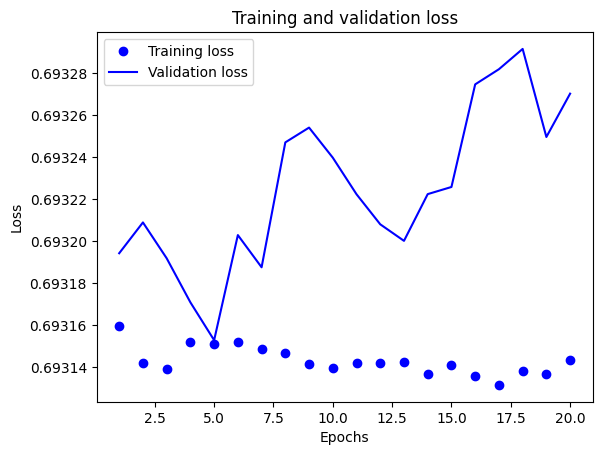 Training and validation loss
Training loss
Validation loss
0.69328
0.69326
0.69324
0.69322
0.69320
0.69318
0.69316
0.69314
Loss
2.5 5.0 7.5 10.0 12.5 15.0 17.5 20.0
Epochs